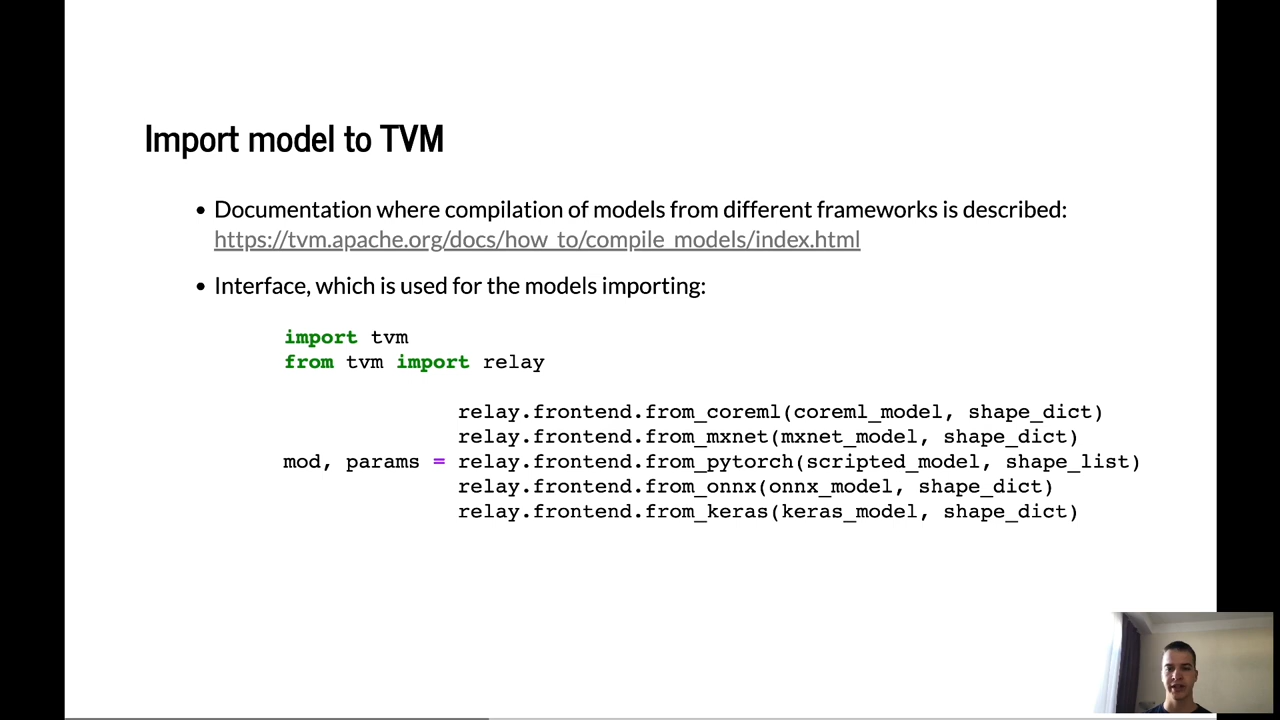 Import model to TVM
• Documentation where compilation of models from different frameworks is described:
https://tvm.apache.org/docs/how_to/compile_models/index.html
• Interface, which is used for the models importing:
import tvm
from tvm import relay
relay.frontend.from_coreml(coreml_model, shape_dict)
relay.frontend.from_mxnet(mxnet_model, shape_dict)
mod, params = relay.frontend.from_pytorch(scripted_model, shape_list)
relay.frontend.from_onnx(onnx_model, shape_dict)
relay.frontend.from_keras(keras_model, shape_dict)